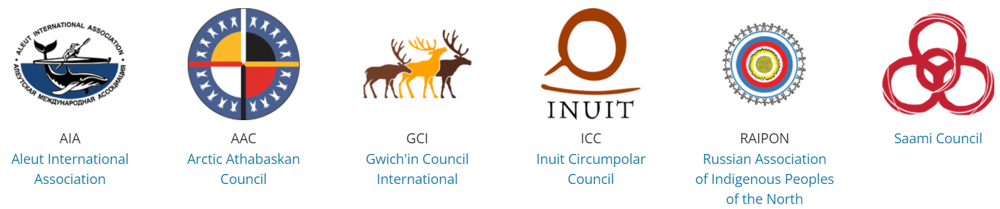 • ALEUT INTERNATIONAL ASSOCIATION •
АЛЕУТСКАЯ МЕЖДУНАРОДНАЯ АССОЦИАЦИЯ
INUIT
AIA
Aleut International
Association
AAC
Arctic Athabaskan
Council
GCI
Gwich'in Council
International
ICC
Inuit Circumpolar
Council
RAIPON
Russian Association
of Indigenous Peoples
of the North
Saami Council